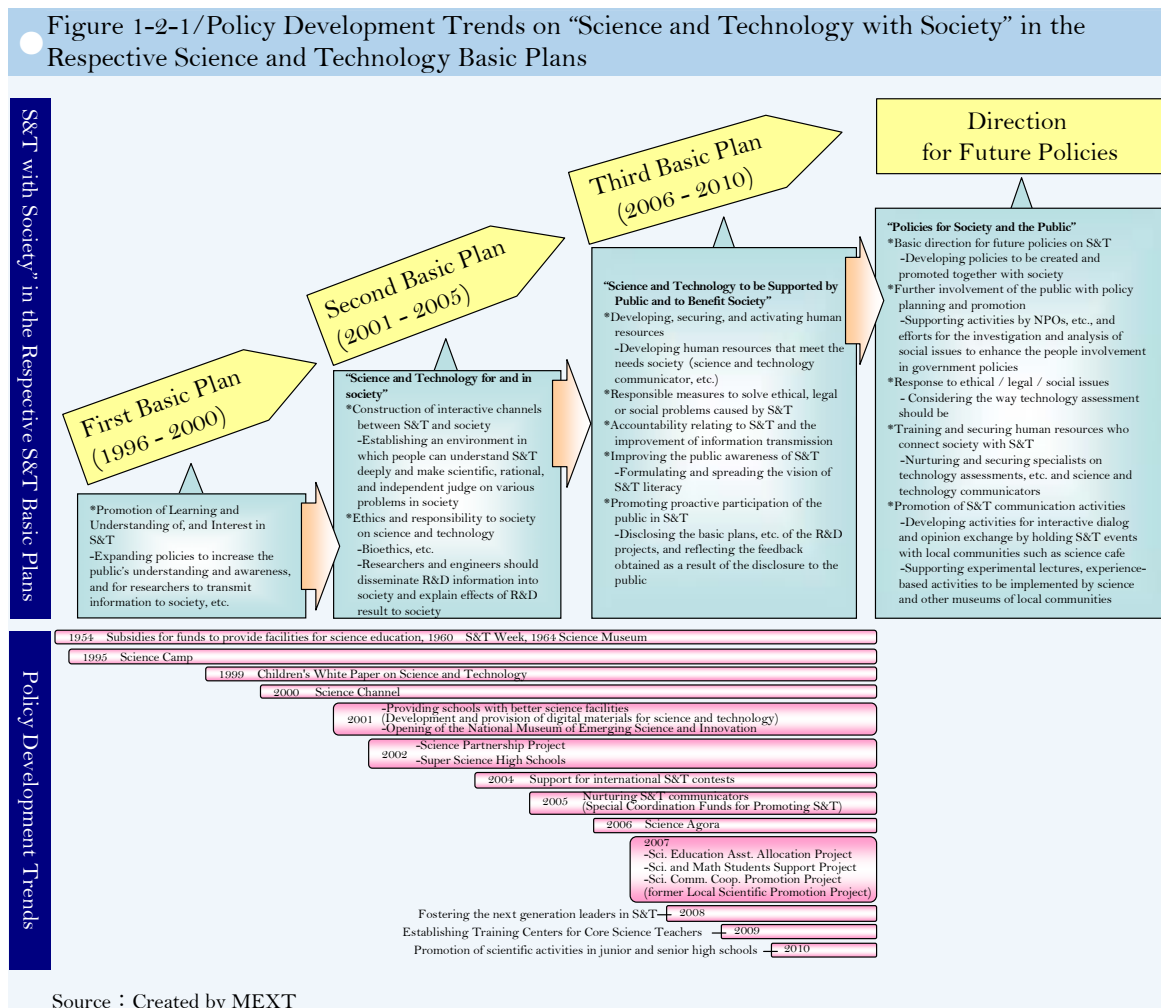 Figure 1-2-1/Policy Development Trends on “Science and Technology with Society” in the
Respective Science and Technology Basic Plans
S&T with Society” in the Respective S&T Basic Plans
First Basic Plan
(1996 - 2000)
*Promotion of Learning and
Understanding of, and Interest in
S&T
-Expanding policies to increase the
public’s understanding and awareness,
and for researchers to transmit
information to society, etc.
Second Basic Plan
(2001 - 2005)
“Science and Technology for and in
society”
*Construction of interactive channels
between S&T and society
-Establishing an environment in
which people can understand S&T
deeply and make scientific, rational,
and independent judge on various
problems in society
*Ethics and responsibility to society
on science and technology
-Bioethics, etc.
-Researchers and engineers should
disseminate R&D information into
society and explain effects of R&D
result to society
Third Basic Plan
(2006 - 2010)
“Science and Technology to be Supported by
Public and to Benefit Society”
*Developing, securing, and activating human
resources
-Developing human resources that meet the
needs society (science and technology
communicator, etc.)
*Responsible measures to solve ethical, legal
or social problems caused by S&T
*Accountability relating to S&T and the
improvement of information transmission
*Improving the public awareness of S&T
-Formulating and spreading the vision of
S&T literacy
*Promoting proactive participation of the
public in S&T
-Disclosing the basic plans, etc. of the R&D
projects, and reflecting the feedback
obtained as a result of the disclosure to the
public
Direction
for Future Policies
“Policies for Society and the Public”
*Basic direction for future policies on S&T
-Developing policies to be created and
promoted together with society
*Further involvement of the public with policy
planning and promotion
-Supporting activities by NPOs, etc., and
efforts for the investigation and analysis of
social issues to enhance the people involvement
in government policies
*Response to ethical / legal / social issues
- Considering the way technology assessment
should be
*Training and securing human resources who
connect society with S&T
-Nurturing and securing specialists on
technology assessments, etc. and science and
technology communicators
*Promotion of S&T communication activities
-Developing activities for interactive dialog
and opinion exchange by holding S&T events
with local communities such as science cafe
-Supporting experimental lectures, experience-
based activities to be implemented by science
and other museums of local communities
Policy Development Trends
1954 Subsidies for funds to provide facilities for science education, 1960 S&T Week, 1964 Science Museum
1995 Science Camp
1999 Children's White Paper on Science and Technology
2000 Science Channel
2001
-Providing schools with better science facilities
(Development and provision of digital materials for science and technology)
-Opening of the National Museum of Emerging Science and Innovation
2002
-Science Partnership Project
-Super Science High Schools
2004 Support for international S&T contests
2005
Nurturing S&T communicators
(Special Coordination Funds for Promoting S&T)
2006 Science Agora
2007
-Sci. Education Asst. Allocation Project
-Sci. and Math Students Support Project
-Sci. Comm. Coop. Promotion Project
(former Local Scientific Promotion Project)
Fostering the next generation leaders in S&T 2008
Establishing Training Centers for Core Science Teachers 2009
Promotion of scientific activities in junior and senior high schools 2010
Source：Created by MEXT